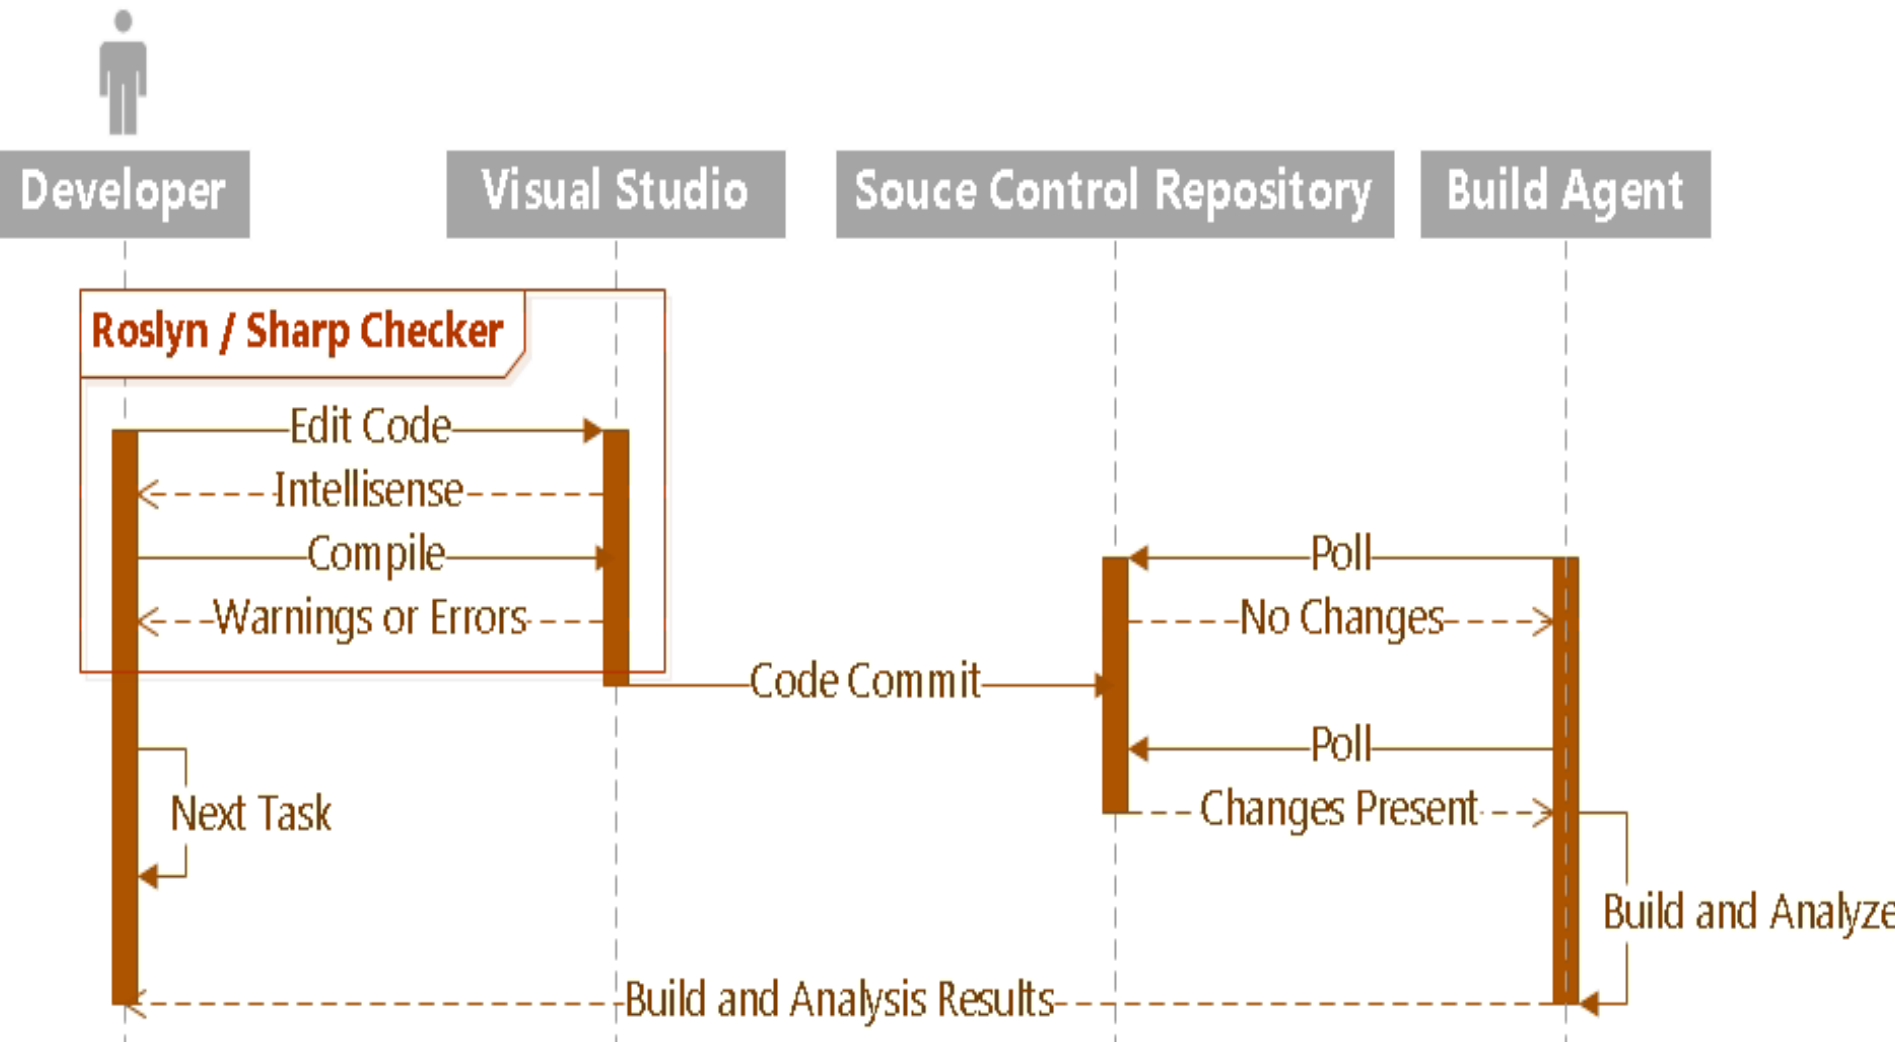 Developer
Visual Studio
Souce Control Repository
Build Agent
Roslyn / Sharp Checker
Edit Code
Intellisense
Compile
Poll
Warnings or Errors
No Changes
Code Commit
Poll
Next Task
Changes Present
Build and Analyze
Build and Analysis Results